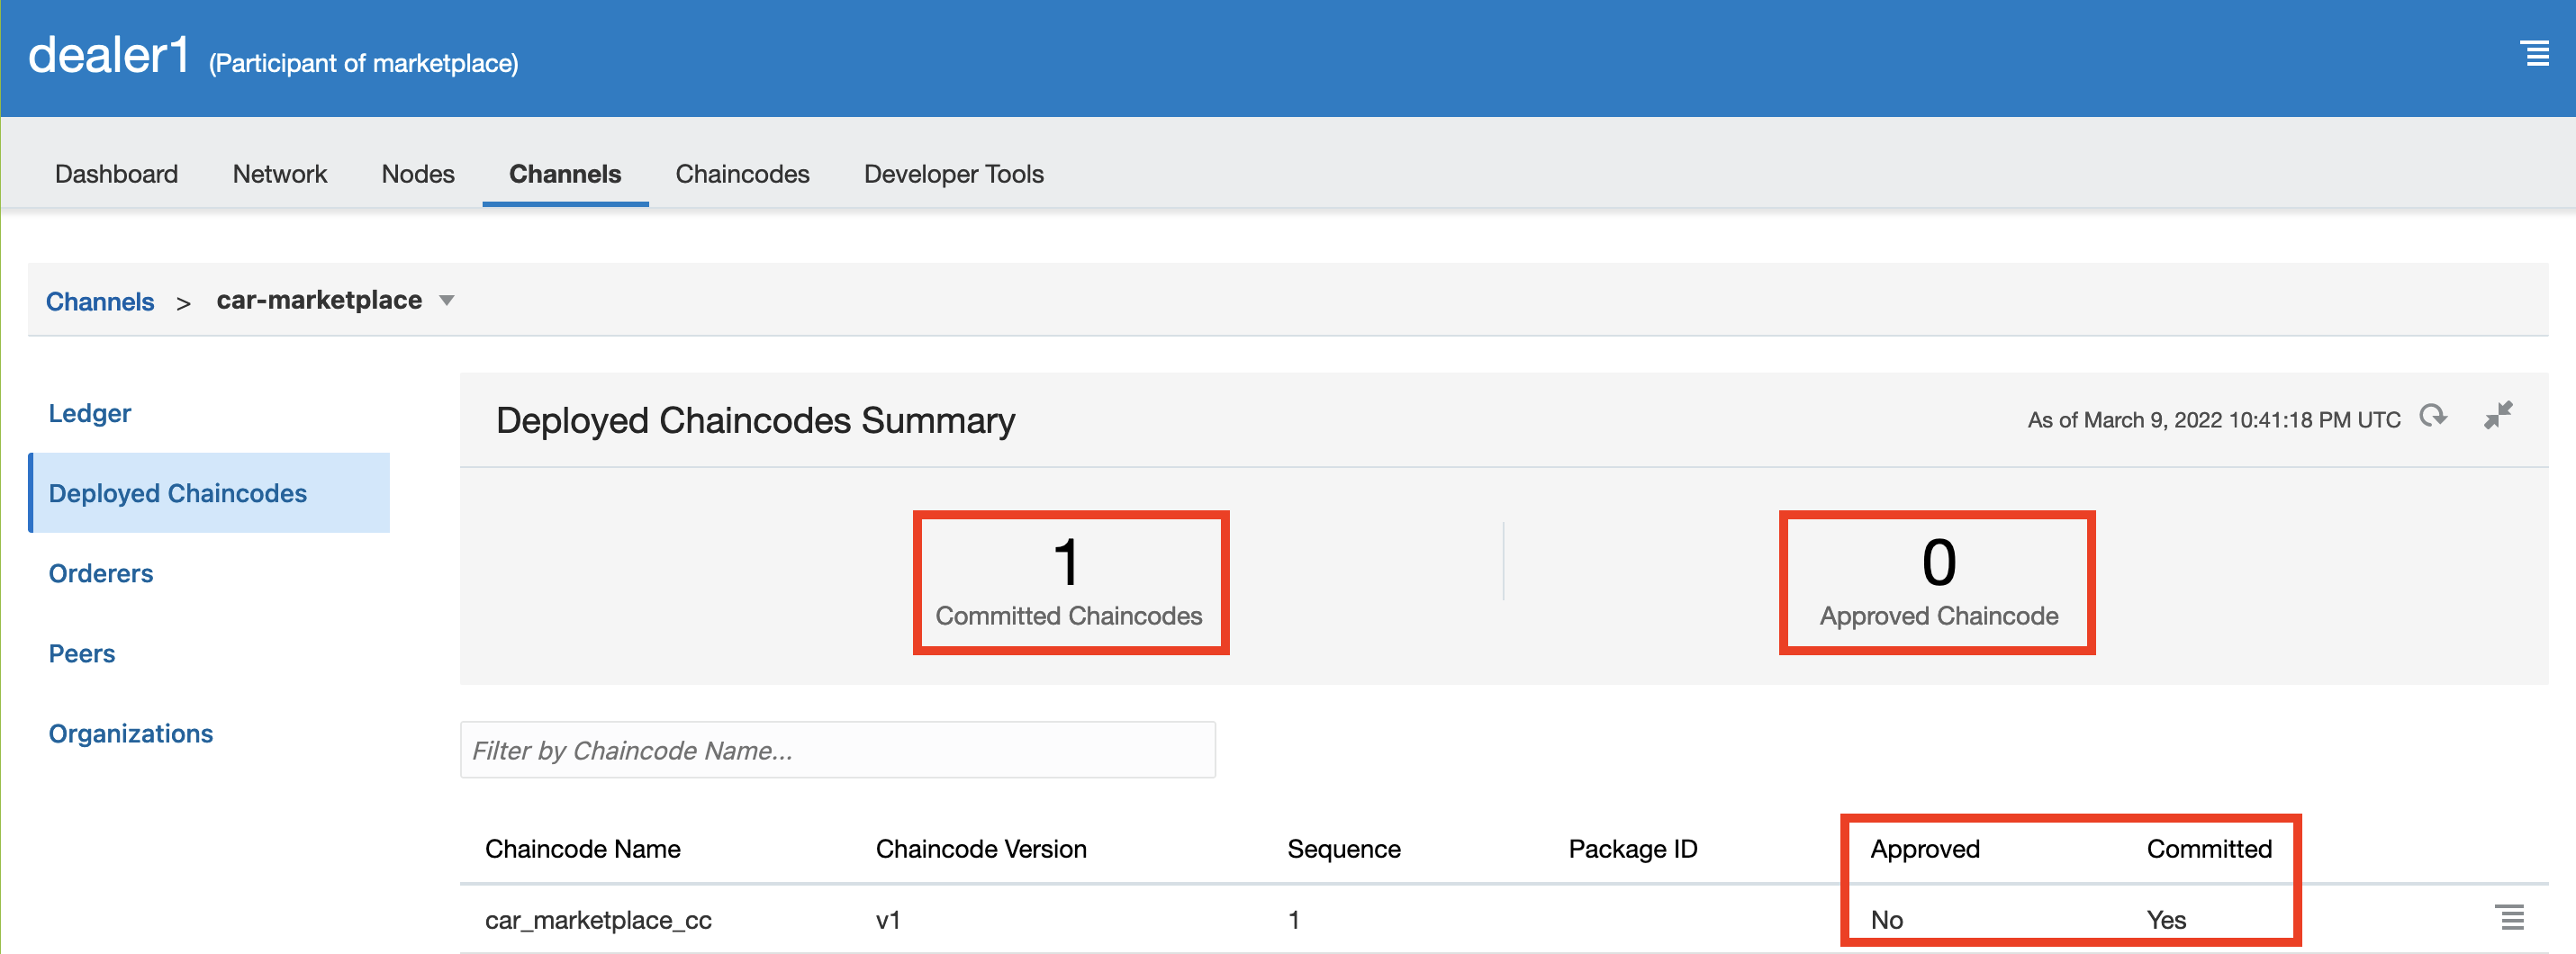 dealer1 (Participant of marketplace)
Dashboard Network Nodes Channels Chaincodes Developer Tools
Channels > car-marketplace
Ledger
Deployed Chaincodes
Orderers
Peers
Organizations
Deployed Chaincodes Summary
As of March 9, 2022 10:41:18 PM UTC
1
Committed Chaincodes
0
Approved Chaincode
Filter by Chaincode Name...
Chaincode Name Chaincode Version Sequence Package ID Approved Committed
car_marketplace_cc v1 1 No Yes